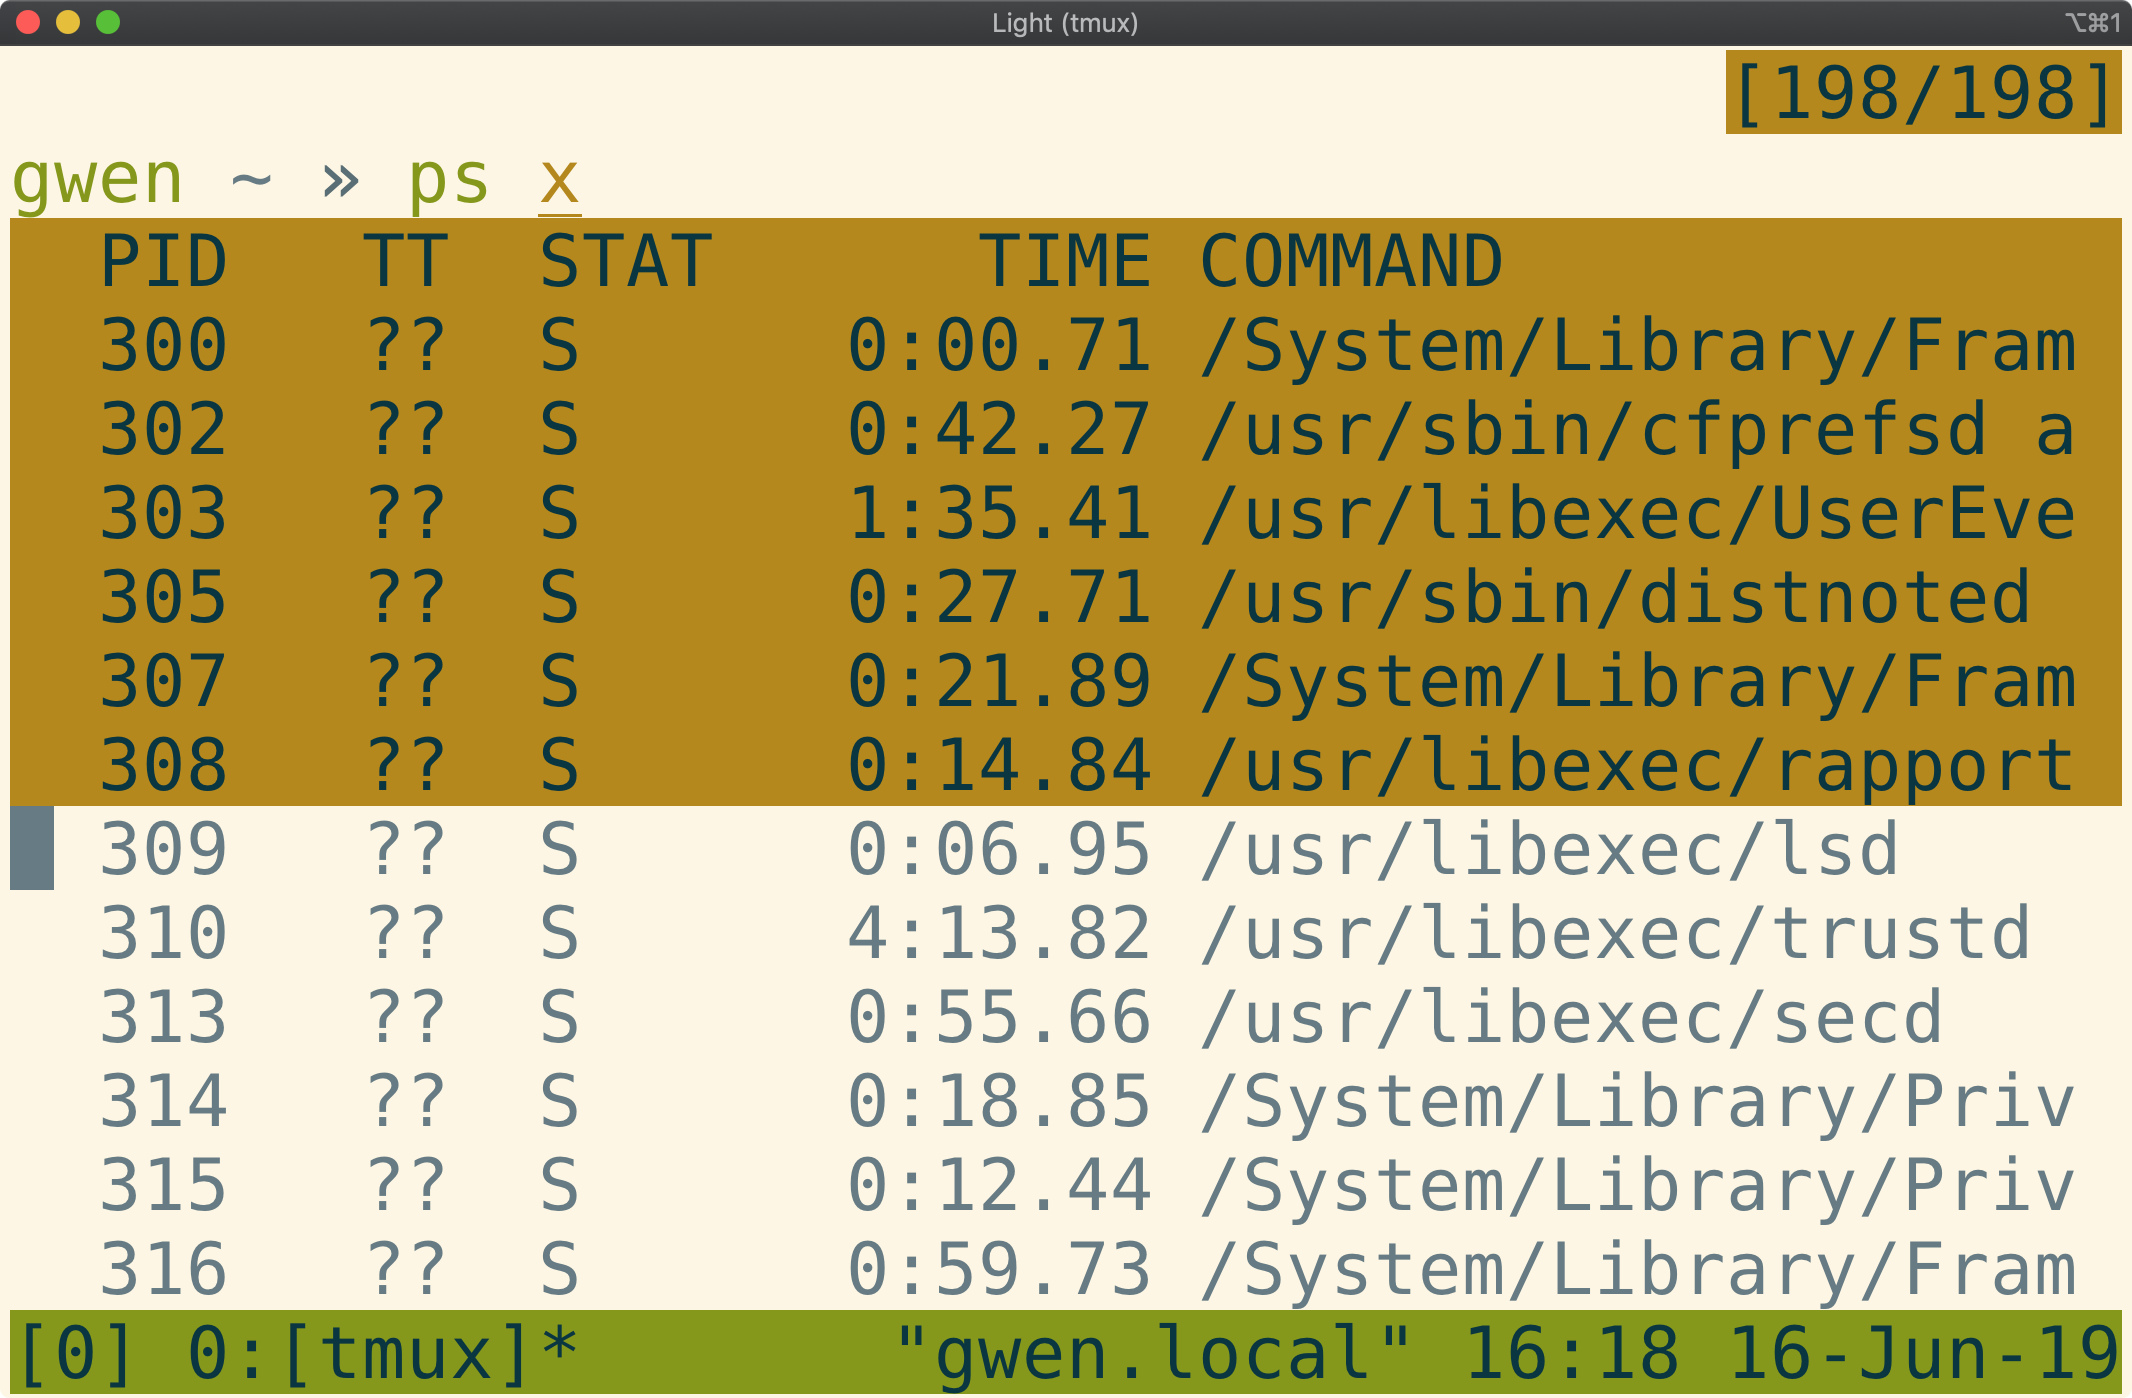 Light (tmux) ⌥⌘1
[198/198]
gwen ~ » ps x
PID TT STAT TIME COMMAND
300 ?? S 0:00.71 /System/Library/Fram
302 ?? S 0:42.27 /usr/sbin/cfprefsd a
303 ?? S 1:35.41 /usr/libexec/UserEve
305 ?? S 0:27.71 /usr/sbin/distnoted
307 ?? S 0:21.89 /System/Library/Fram
308 ?? S 0:14.84 /usr/libexec/rapport
309 ?? S 0:06.95 /usr/libexec/lsd
310 ?? S 4:13.82 /usr/libexec/trustd
313 ?? S 0:55.66 /usr/libexec/secd
314 ?? S 0:18.85 /System/Library/Priv
315 ?? S 0:12.44 /System/Library/Priv
316 ?? S 0:59.73 /System/Library/Fram
[0] 0:[tmux]* "gwen.local" 16:18 16-Jun-19